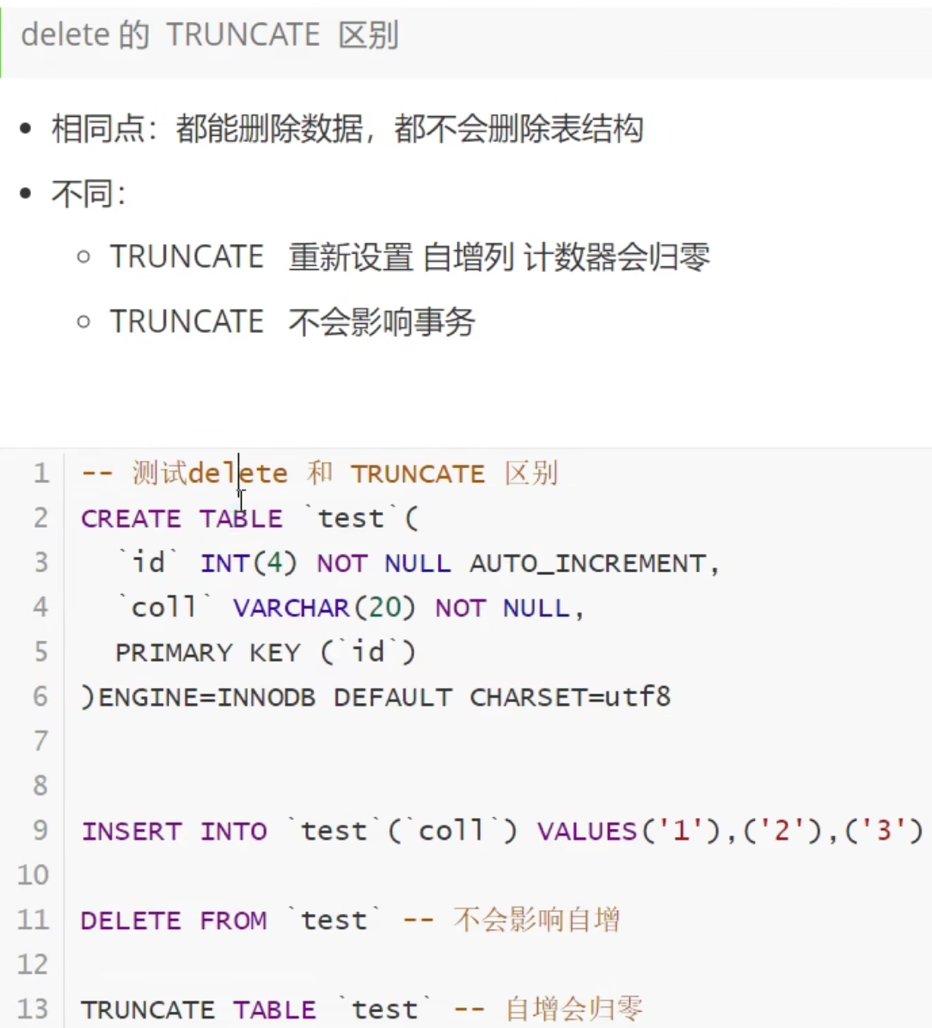 delete 的 TRUNCATE 区别
相同点：都能删除数据，都不会删除表结构
不同：
TRUNCATE 重新设置 自增列 计数器会归零
TRUNCATE 不会影响事务
1 -- 测试delete 和 TRUNCATE 区别
2 CREATE TABLE `test`(
3 `id` INT(4) NOT NULL AUTO_INCREMENT,
4 `coll` VARCHAR(20) NOT NULL,
5 PRIMARY KEY (`id`)
6 )ENGINE=INNODB DEFAULT CHARSET=utf8
7
8
9 INSERT INTO `test`(`coll`) VALUES('1'),('2'),('3')
10
11 DELETE FROM `test` -- 不会影响自增
12
13 TRUNCATE TABLE `test` -- 自增会归零